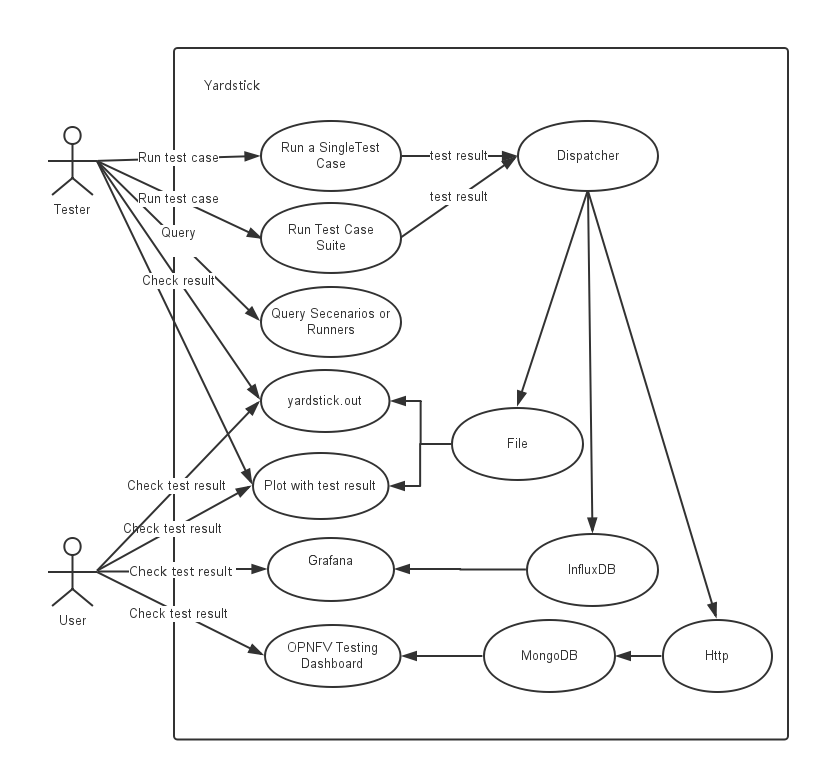 Yardstick
Run test case
Run a SingleTest
Case
test result
Dispatcher
Tester
Run test case
test result
Query
Run Test Case
Suite
Check result
Query Secenarios or
Runners
yardstick.out
File
Check test result
Plot with test result
Check test result
User
Check test result
Grafana
InfluxDB
Check test result
OPNFV Testing
Dashboard
MongoDB
Http